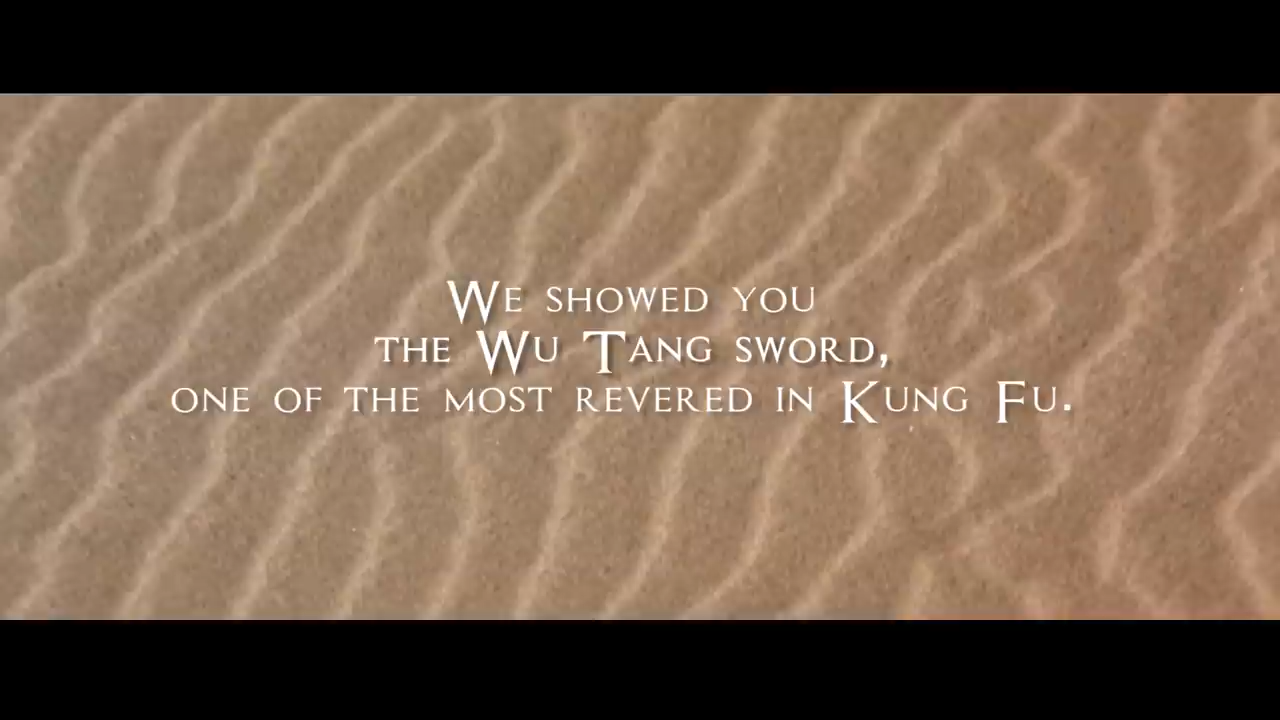 We showed you
the Wu Tang sword,
one of the most revered in Kung Fu.